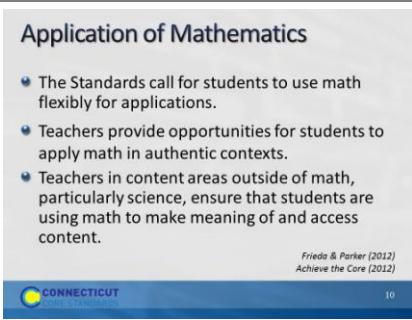 Application of Mathematics
The Standards call for students to use math
flexibly for applications.
Teachers provide opportunities for students to
apply math in authentic contexts.
Teachers in content areas outside of math,
particularly science, ensure that students are
using math to make meaning of and access
content.
Frieda & Parker (2012)
Achieve the Core (2012)
CONNECTICUT
CORE STANDARDS
10